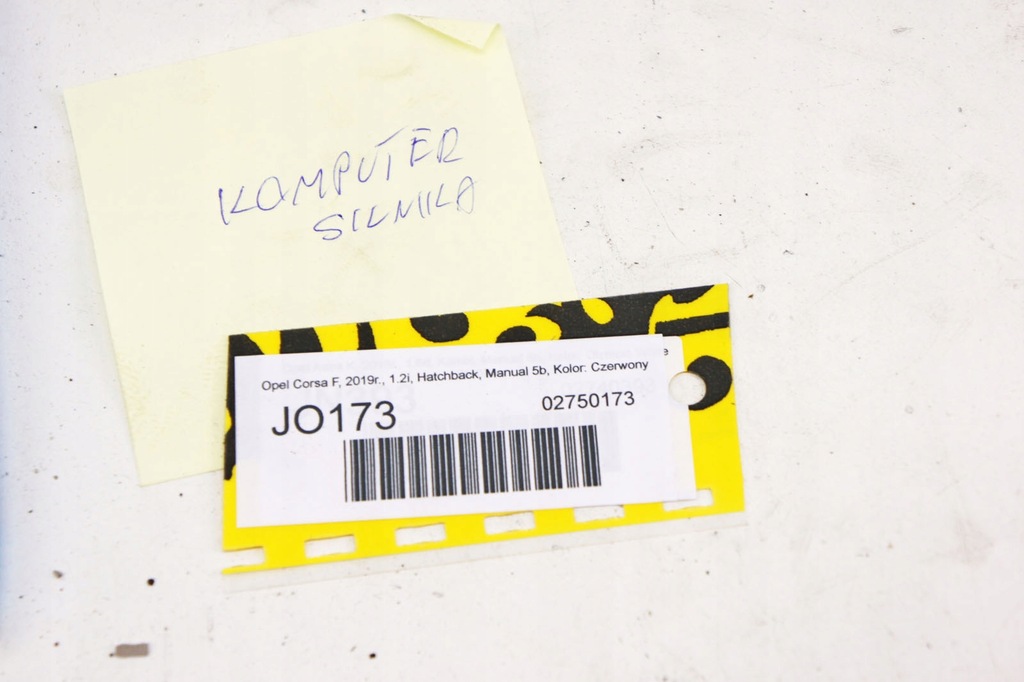 KOMPUTER
SILNIKA
Opel Corsa F, 2019r., 1.2i, Hatchback, Manual 5b, Kolor: Czerwony
JO173
02750173